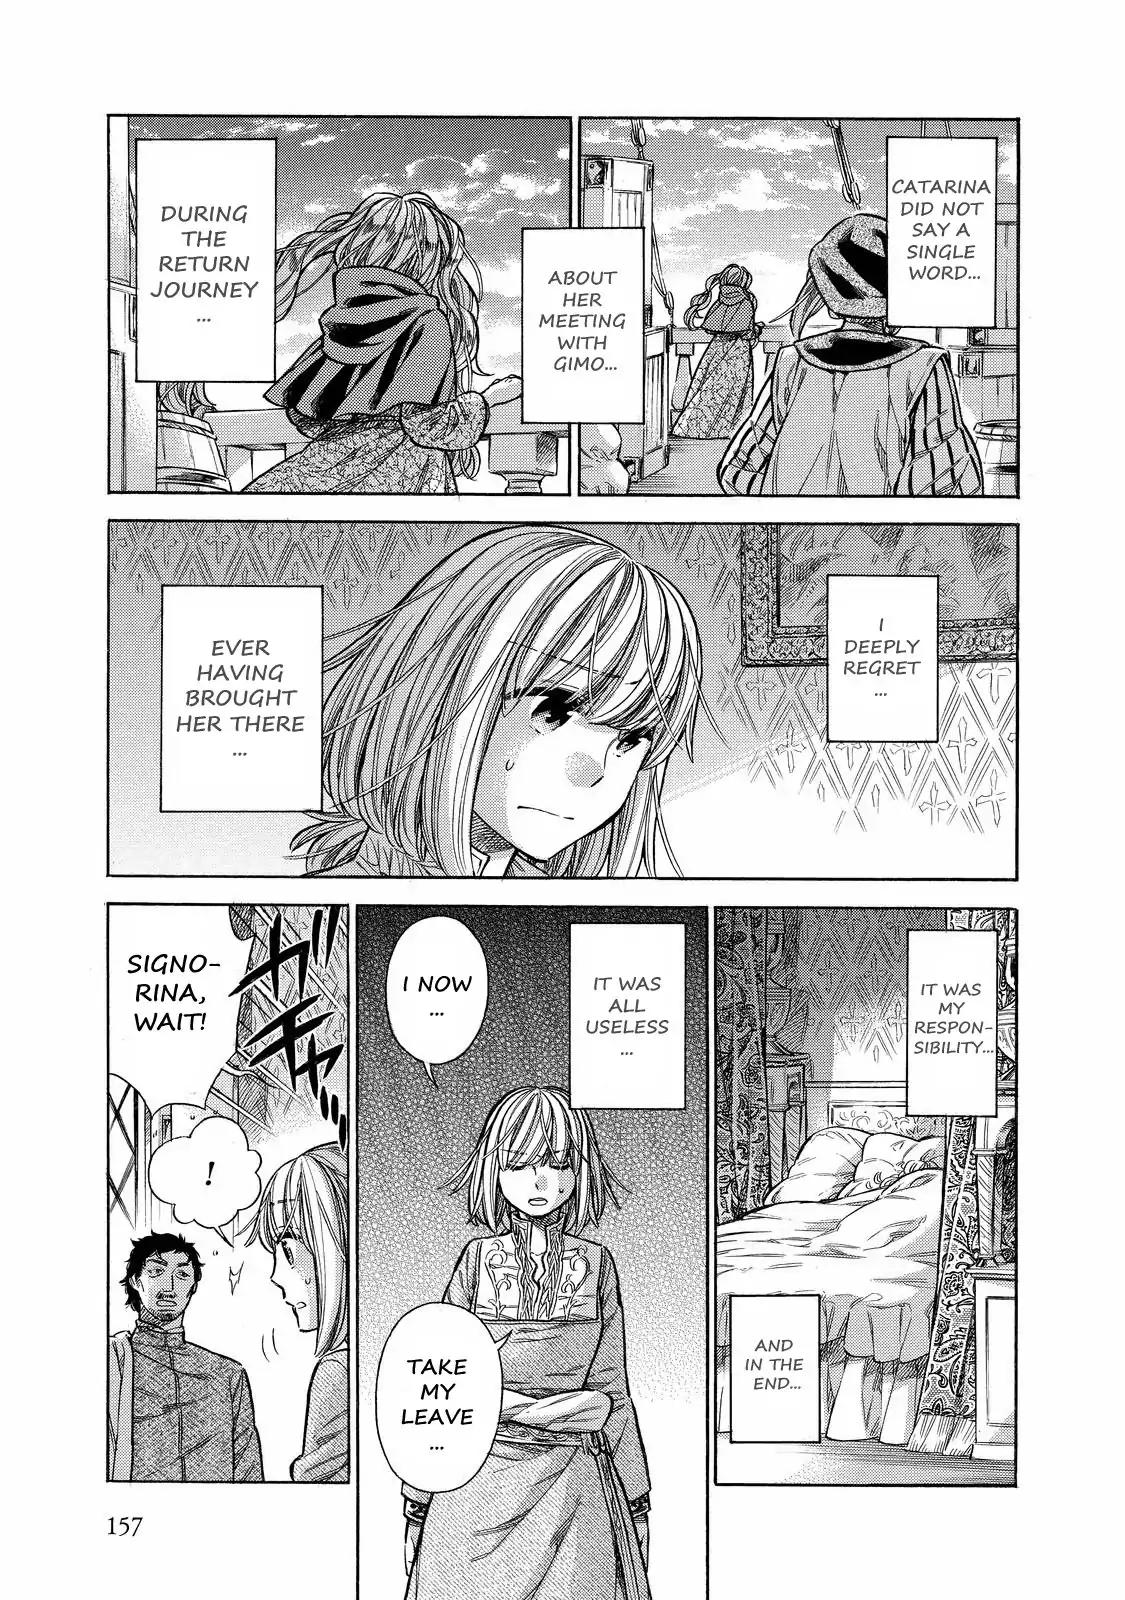 CATARINA
DID NOT
SAY A
SINGLE
WORD...
ABOUT
HER
MEETING
WITH
GIMO...
DURING
THE
RETURN
JOURNEY
...
I
DEEPLY
REGRET
...
EVER
HAVING
BROUGHT
HER THERE
...
IT WAS
MY
RESPON-
SIBILITY...
AND
IN THE
END...
IT WAS
ALL
USELESS
...
I NOW
...
TAKE
MY
LEAVE
...
SIGNO-
RINA,
WAIT!
!
157